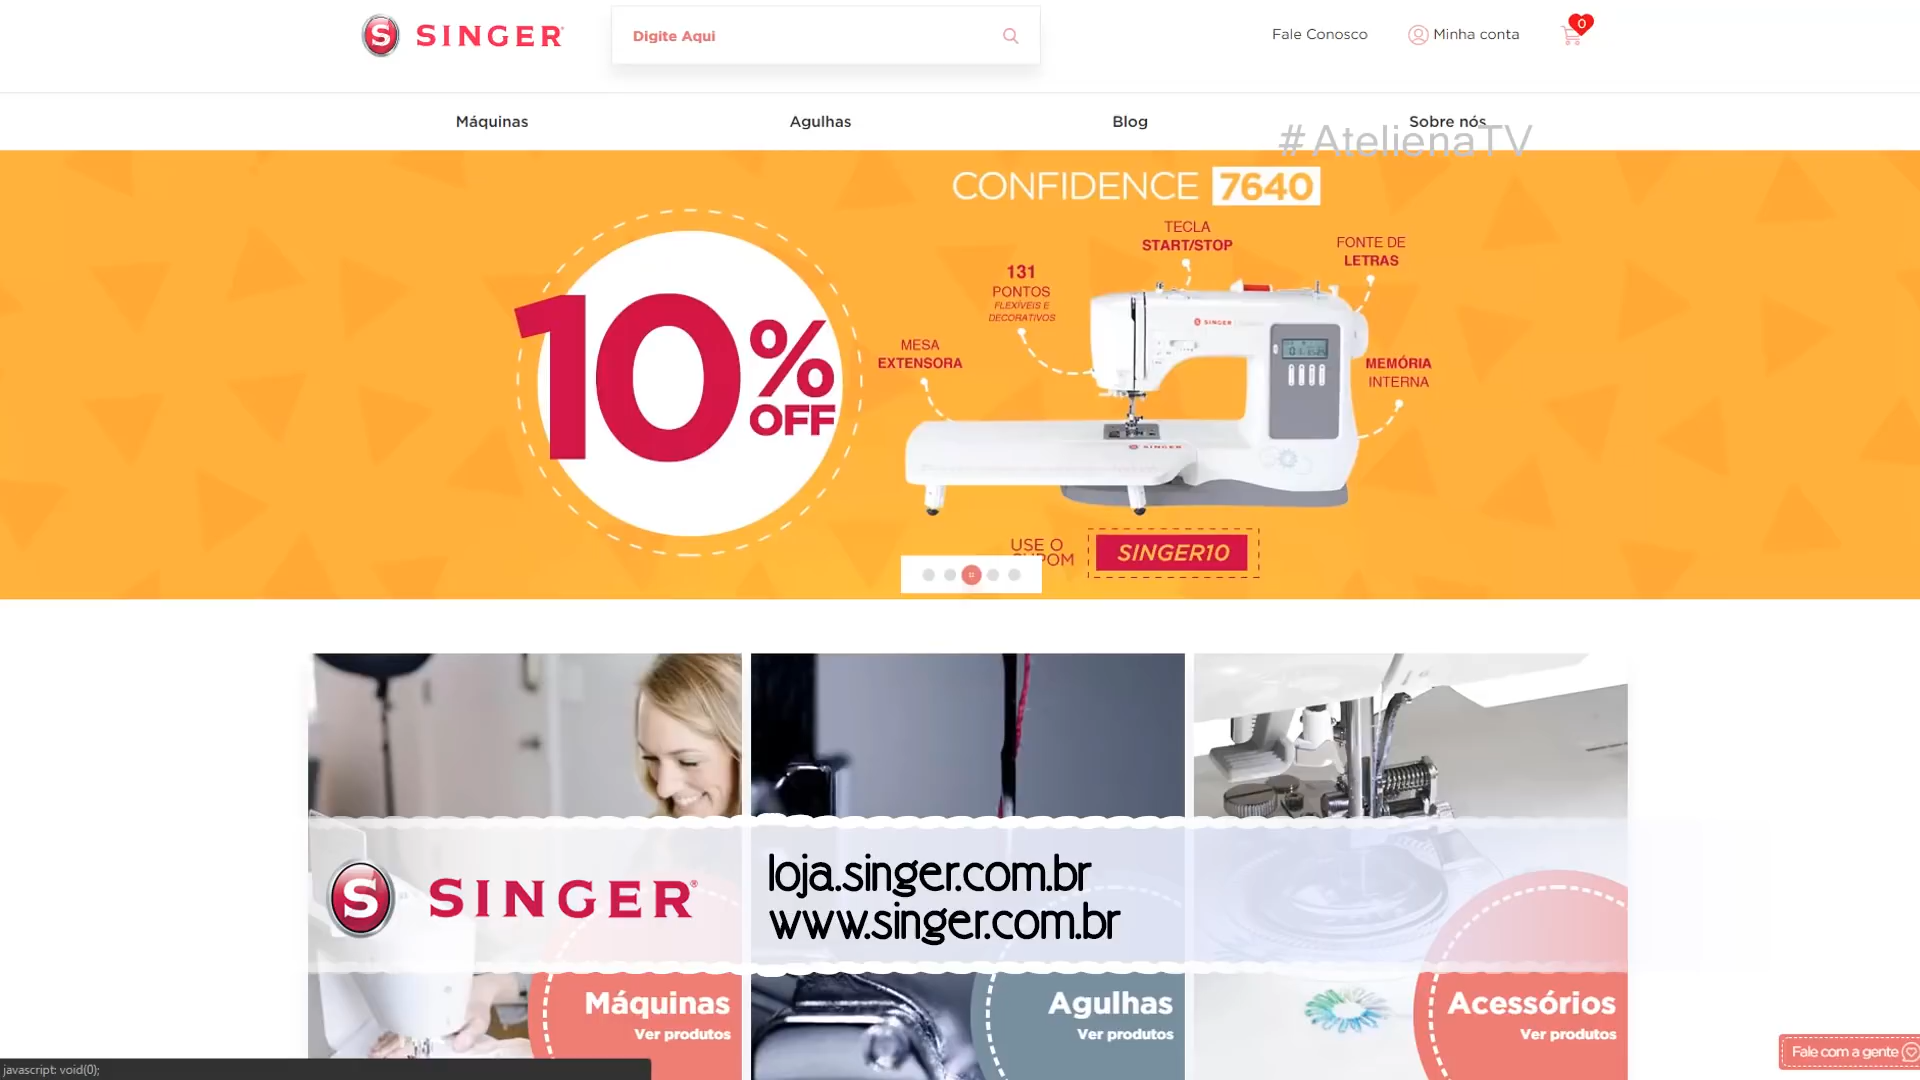 S SINGER
Digite Aqui
Fale Conosco
Minha conta
0
Máquinas
Agulhas
Blog
Sobre nós
#AtelienaTV
CONFIDENCE 7640
TECLA
START/STOP
FONTE DE
LETRAS
131
PONTOS
FLEXÍVEIS E
DECORATIVOS
MESA
EXTENSORA
MEMÓRIA
INTERNA
10% OFF
SINGER
SINGER
USE O
CUPOM
SINGER10
S SINGER
loja.singer.com.br
www.singer.com.br
Máquinas
Ver produtos
Agulhas
Ver produtos
Acessórios
Ver produtos
Fale com a gente
javascript: void(0);